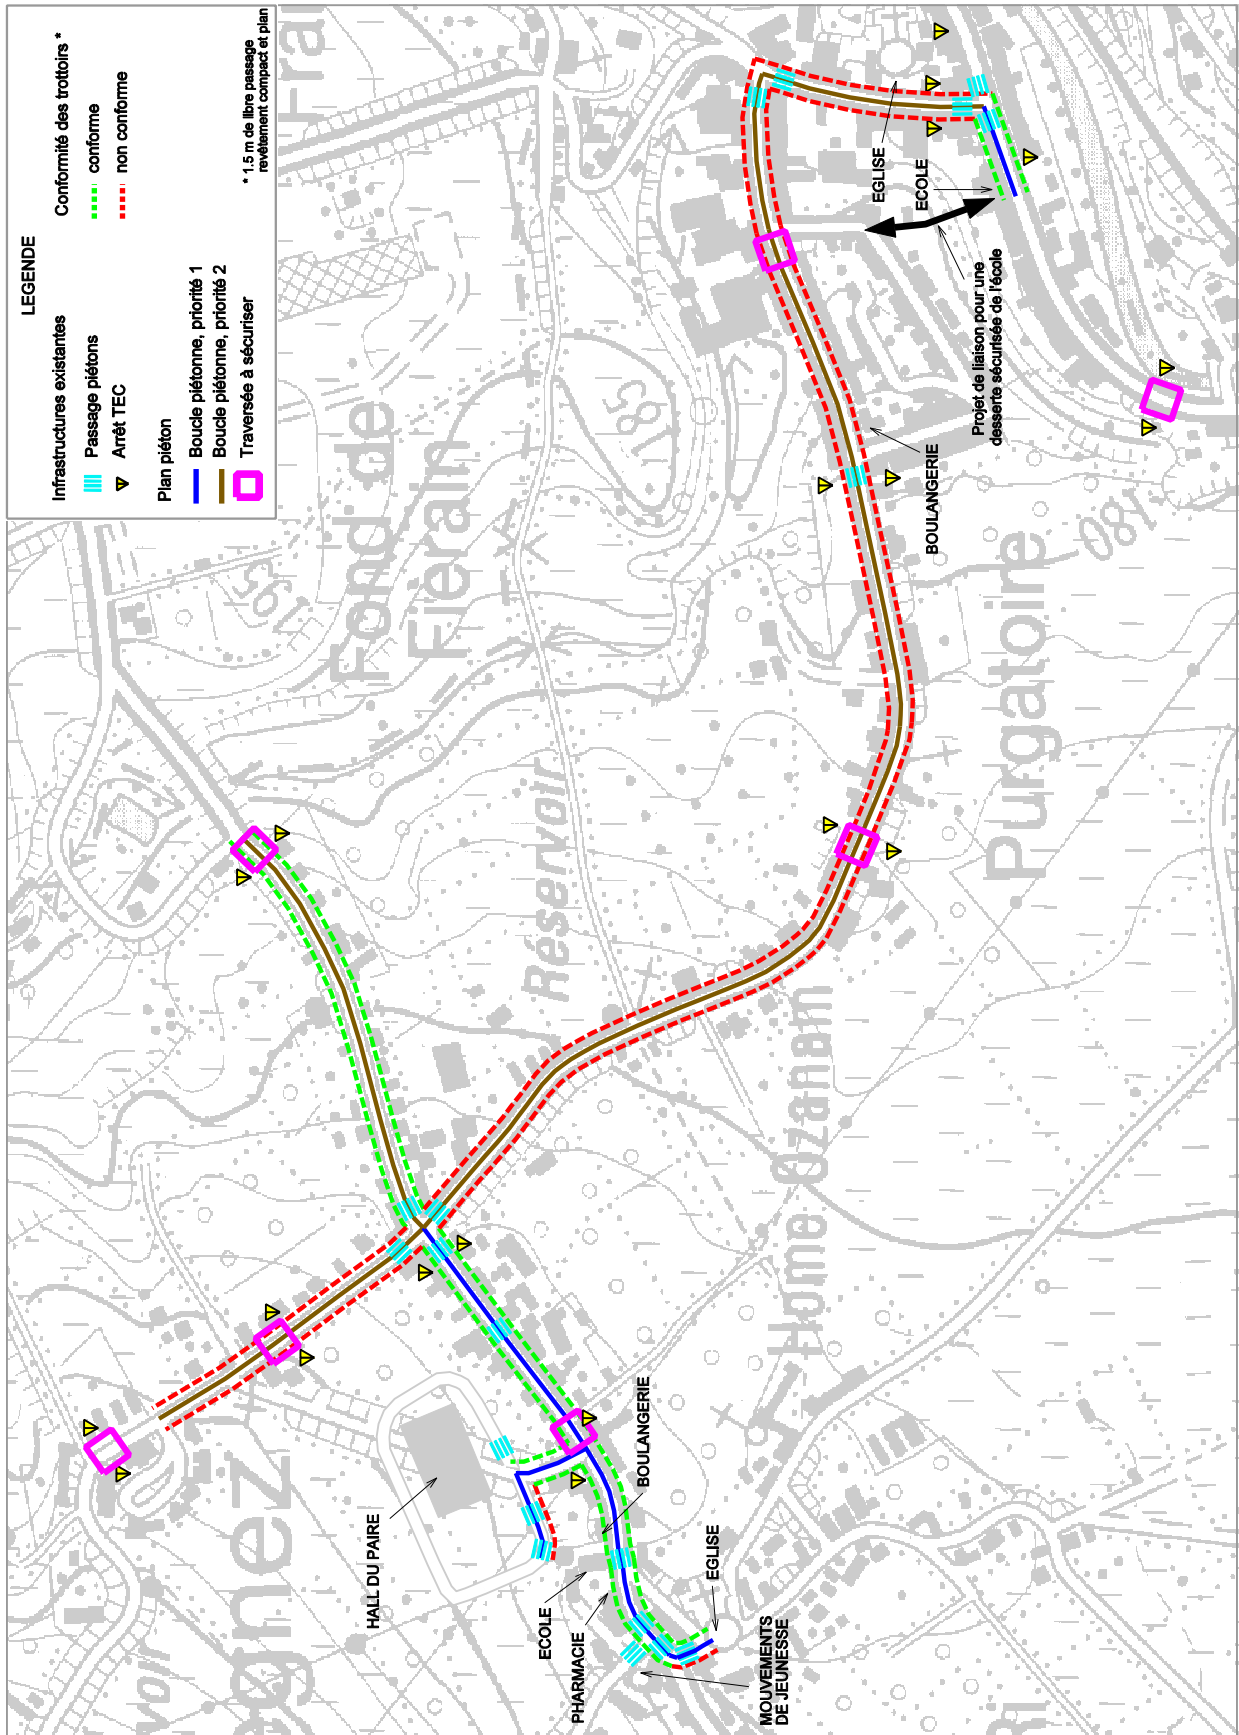 LEGENDE
Infrastructures existantes
Passage piétons
Arrêt TEC
Plan piéton
Boucle piétonne, priorité 1
Boucle piétonne, priorité 2
Traversée à sécuriser
Conformité des trottoirs *
conforme
non conforme
* 1.5 m de libre passage
revêtement compact et plan
HALL DU PAIRE
ECOLE
PHARMACIE
MOUVEMENTS
DE JEUNESSE
EGLISE
BOULANGERIE
BOULANGERIE
EGLISE
ECOLE
Projet de liaison pour une
desserte sécurisée de l'école
Fond de
Fierain
195
Réservoir
Home Ozanam
Purgatoire
180